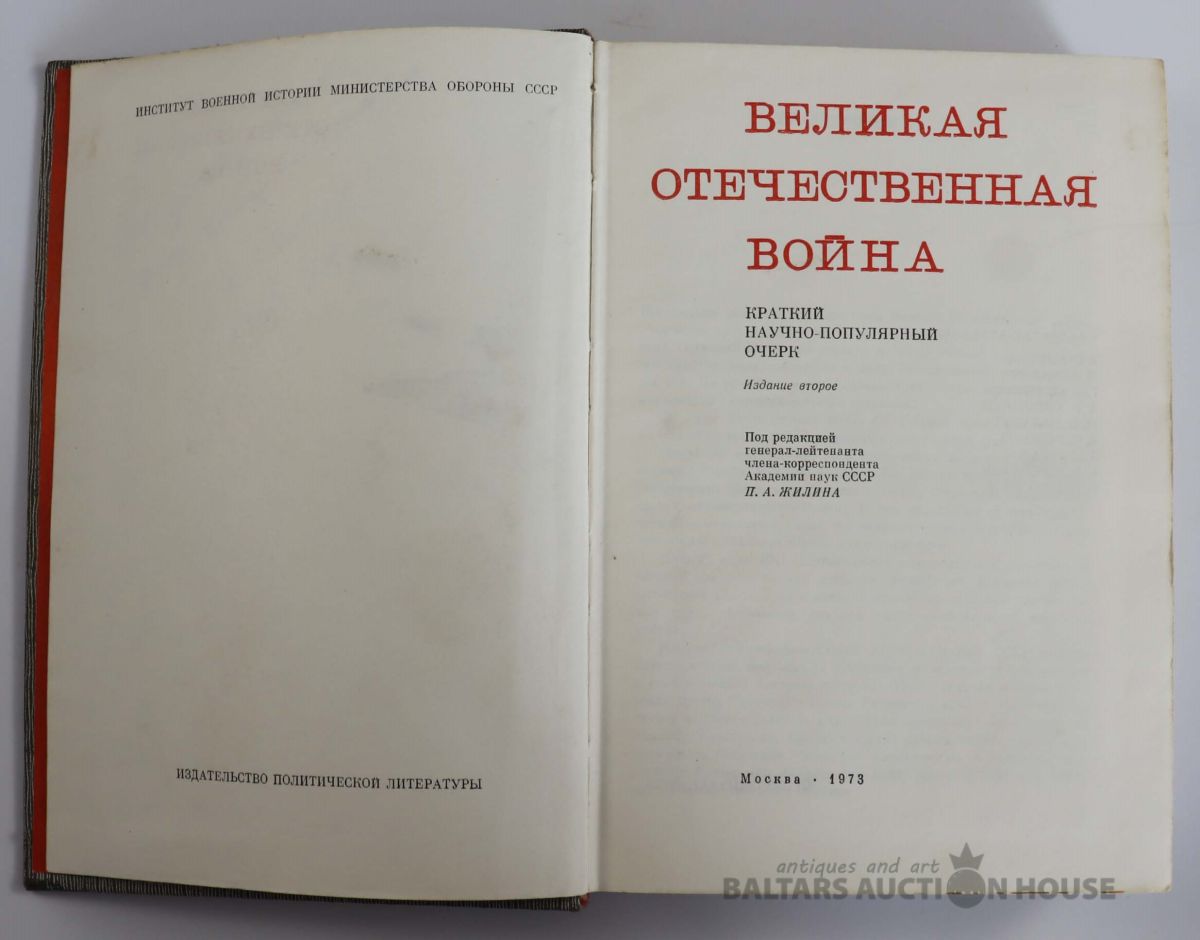 ИНСТИТУТ ВОЕННОЙ ИСТОРИИ МИНИСТЕРСТВА ОБОРОНЫ СССР
ИЗДАТЕЛЬСТВО ПОЛИТИЧЕСКОЙ ЛИТЕРАТУРЫ
ВЕЛИКАЯ
ОТЕЧЕСТВЕННАЯ
ВОЙНА
КРАТКИЙ
НАУЧНО-ПОПУЛЯРНЫЙ
ОЧЕРК
Издание второе
Под редакцией
генерал-лейтенанта
члена-корреспондента
Академии наук СССР
П. А. ЖИЛИНА
Москва · 1973
antiques and art
BALTARS AUCTION HOUSE